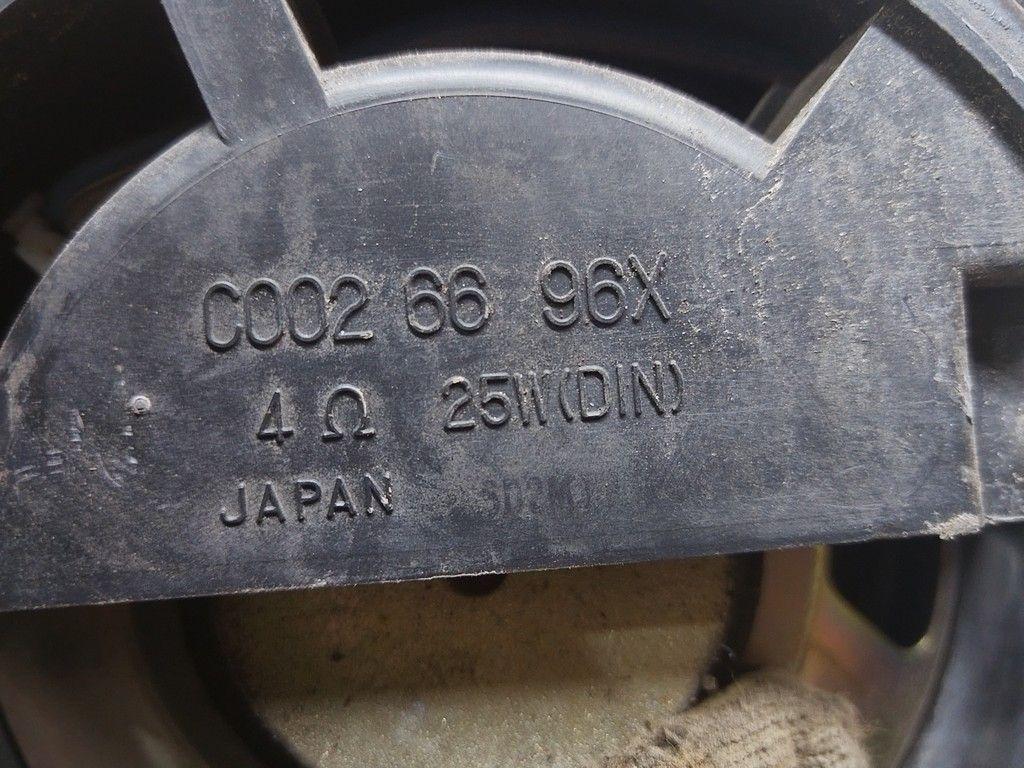 C002 66 96X
4 Ω 25W(DIN)
JAPAN